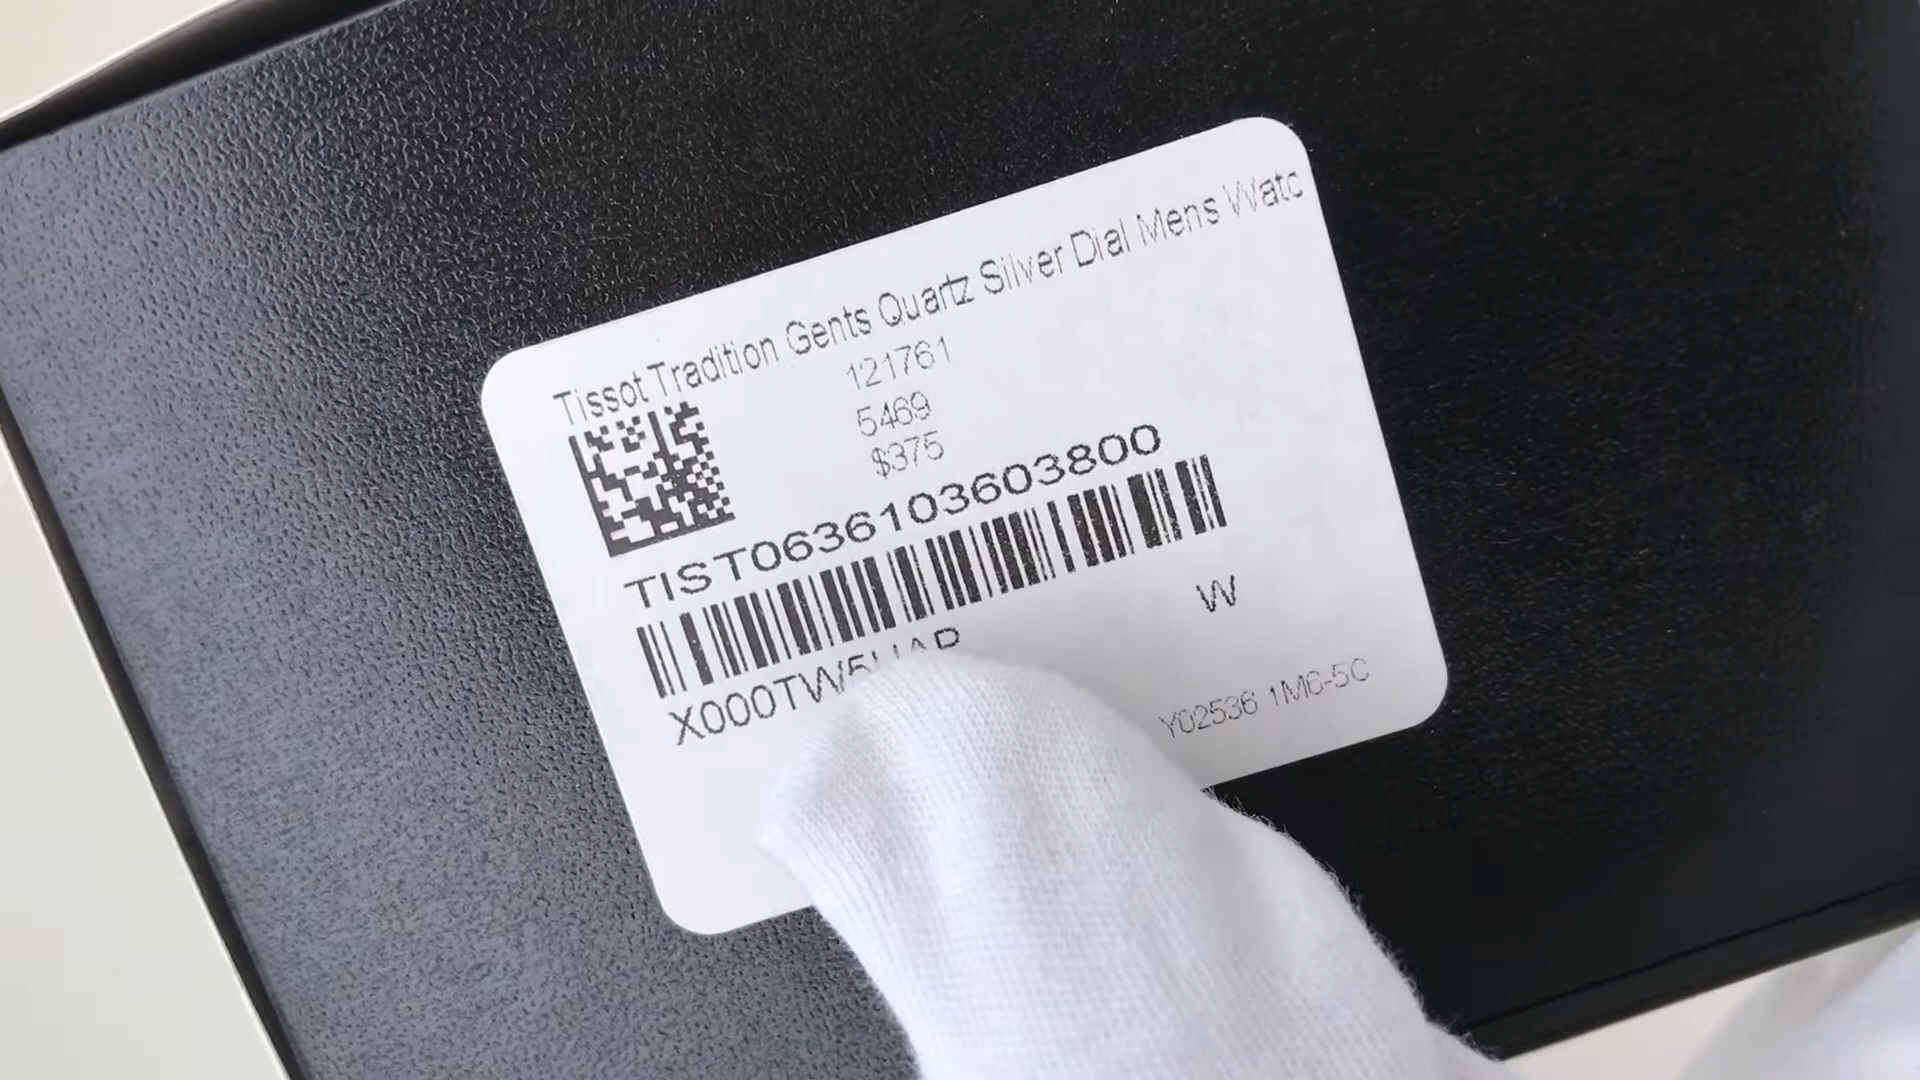 Tissot Tradition Gents Quartz Silver Dial Mens Watc
121761
5469
$375
TIST0636103603800
W
Y02536 1M6-5C